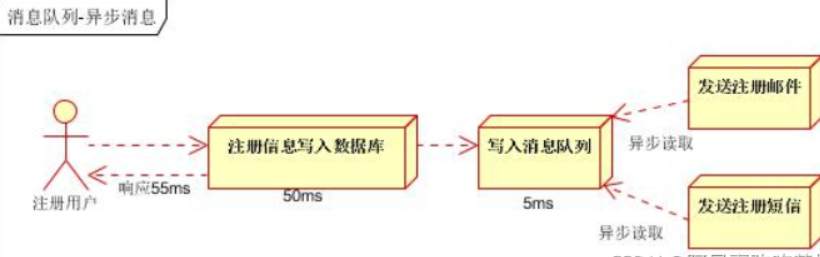 消息队列-异步消息
发送注册邮件
注册信息写入数据库
写入消息队列
异步读取
响应55ms
注册用户
50ms
5ms
发送注册短信
异步读取